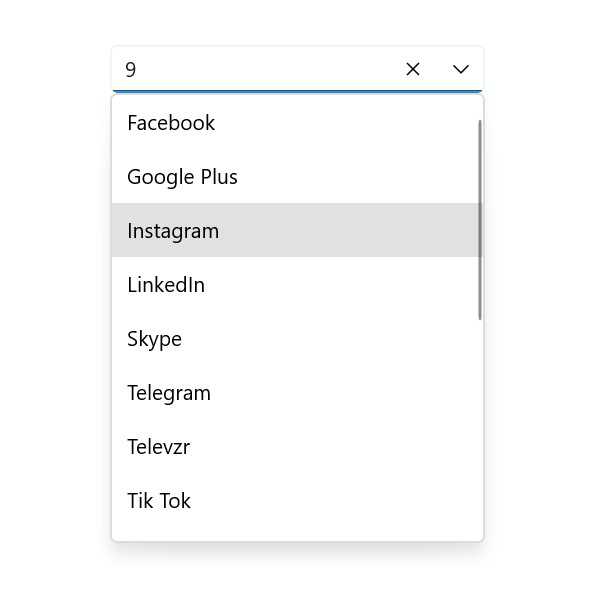 9
Facebook
Google Plus
Instagram
LinkedIn
Skype
Telegram
Televzr
Tik Tok